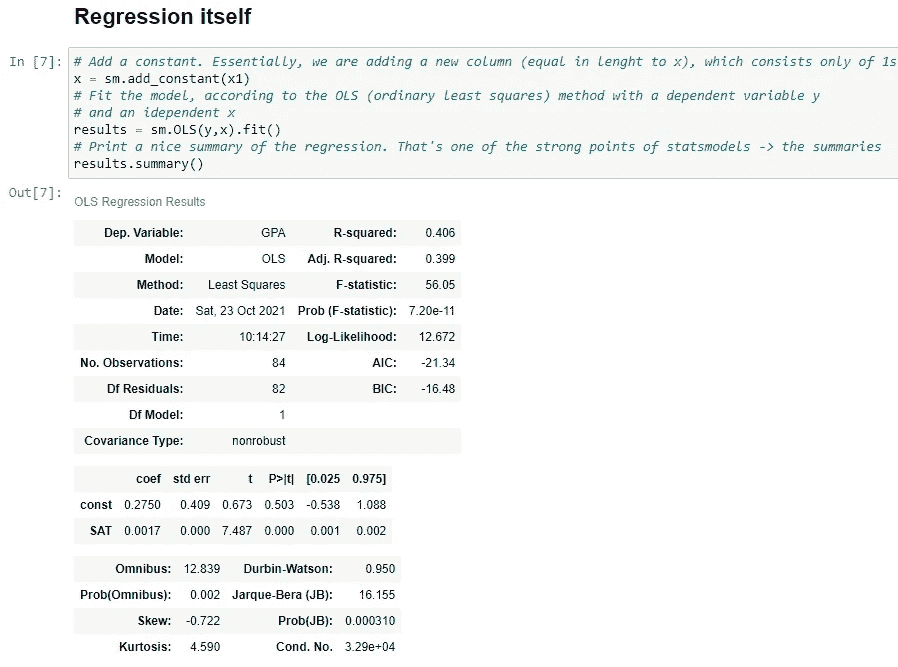 Regression itself
In [7]: # Add a constant. Essentially, we are adding a new column (equal in lenght to x), which consists only of 1s
x = sm.add_constant(x1)
# Fit the model, according to the OLS (ordinary least squares) method with a dependent variable y
# and an idependent x
results = sm.OLS(y,x).fit()
# Print a nice summary of the regression. That's one of the strong points of statsmodels -> the summaries
results.summary()
Out[7]:
OLS Regression Results
Dep. Variable: GPA R-squared: 0.406
Model: OLS Adj. R-squared: 0.399
Method: Least Squares F-statistic: 56.05
Date: Sat, 23 Oct 2021 Prob (F-statistic): 7.20e-11
Time: 10:14:27 Log-Likelihood: 12.672
No. Observations: 84 AIC: -21.34
Df Residuals: 82 BIC: -16.48
Df Model: 1
Covariance Type: nonrobust
coef std err t P>|t| [0.025 0.975]
const 0.2750 0.409 0.673 0.503 -0.538 1.088
SAT 0.0017 0.000 7.487 0.000 0.001 0.002
Omnibus: 12.839 Durbin-Watson: 0.950
Prob(Omnibus): 0.002 Jarque-Bera (JB): 16.155
Skew: -0.722 Prob(JB): 0.000310
Kurtosis: 4.590 Cond. No. 3.29e+04